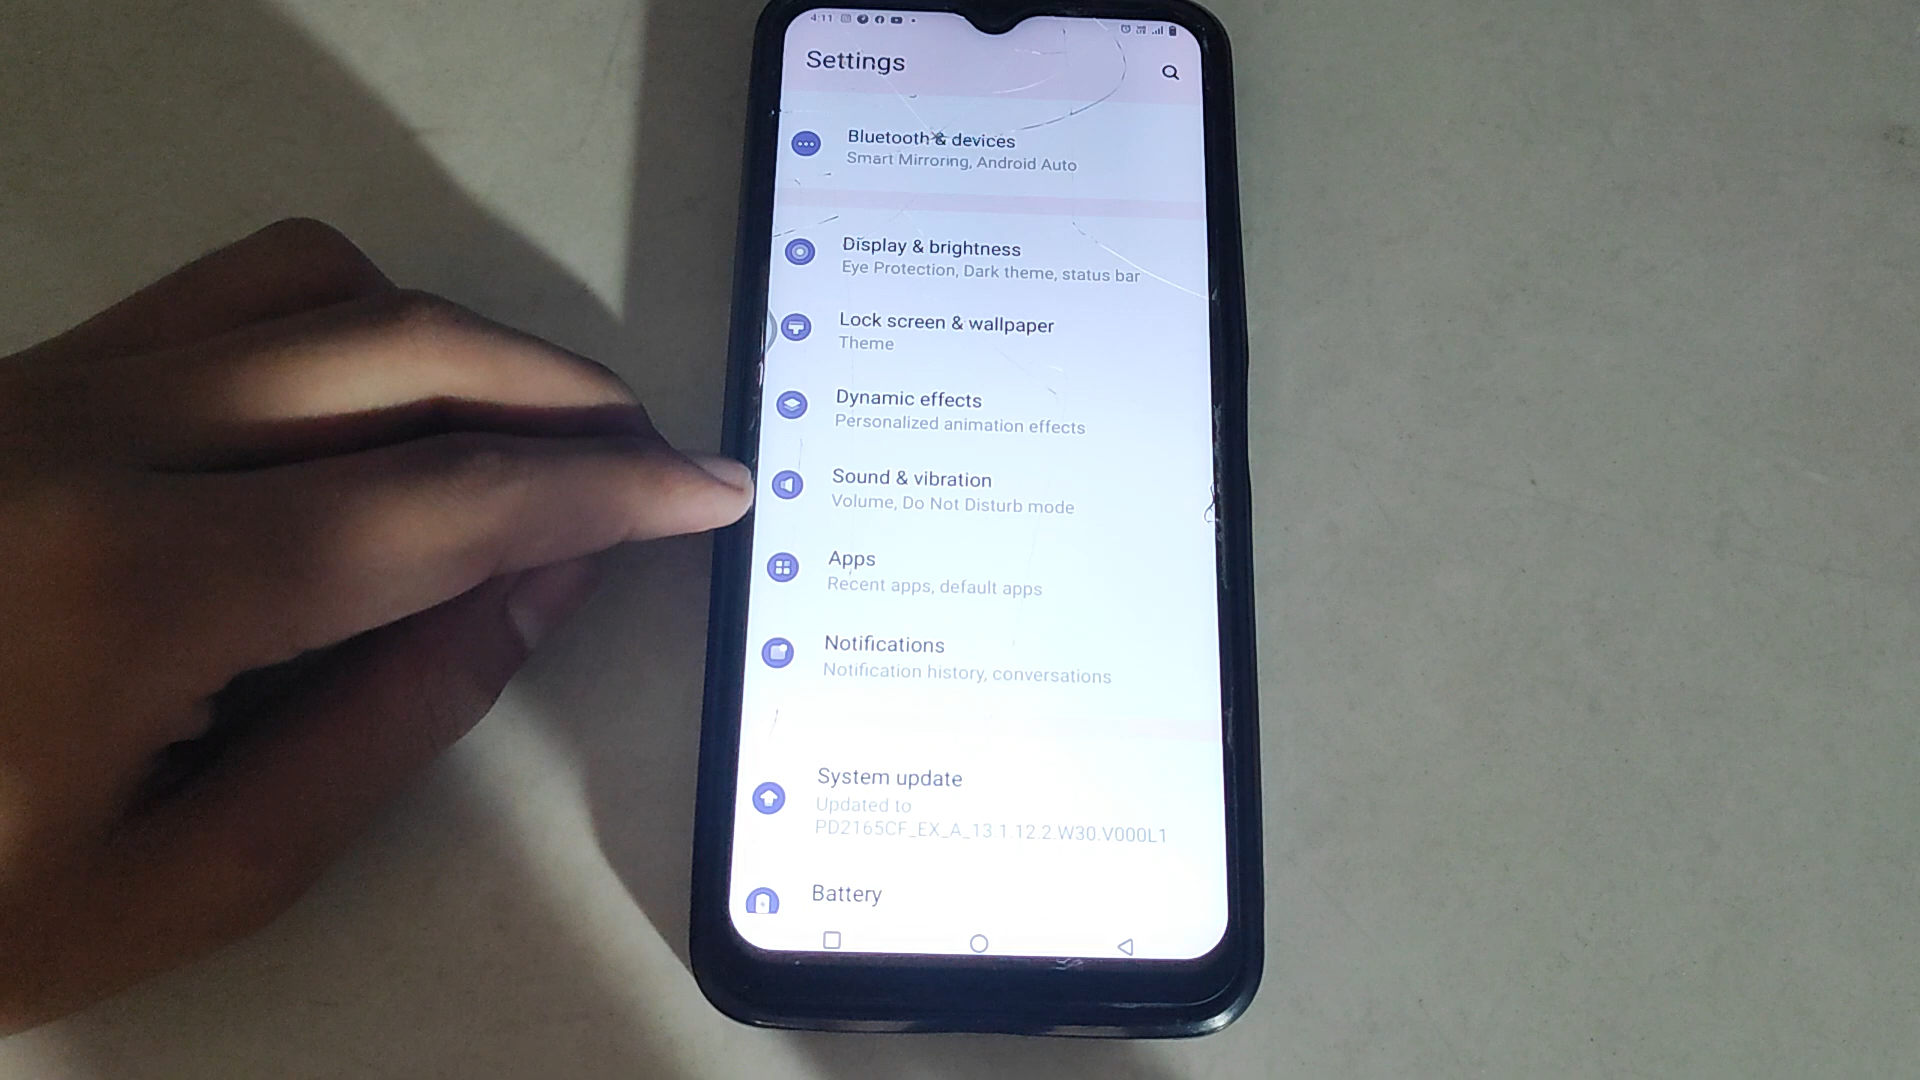 4:11
Settings
Bluetooth & devices
Smart Mirroring, Android Auto
Display & brightness
Eye Protection, Dark theme, status bar
Lock screen & wallpaper
Theme
Dynamic effects
Personalized animation effects
Sound & vibration
Volume, Do Not Disturb mode
Apps
Recent apps, default apps
Notifications
Notification history, conversations
System update
Updated to
PD2165CF_EX_A_13.1.12.2.W30.V000L1
Battery